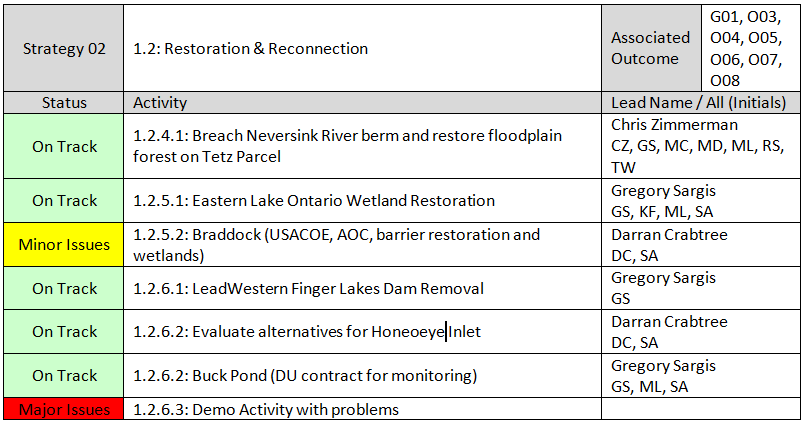 Strategy 02
1.2: Restoration & Reconnection
Associated
Outcome
G01, O03,
O04, O05,
O06, O07,
O08
Status
Activity
Lead Name / All (Initials)
On Track
1.2.4.1: Breach Neversink River berm and restore floodplain
forest on Tetz Parcel
Chris Zimmerman
CZ, GS, MC, MD, ML, RS,
TW
On Track
1.2.5.1: Eastern Lake Ontario Wetland Restoration
Gregory Sargis
GS, KF, ML, SA
Minor Issues
1.2.5.2: Braddock (USACOE, AOC, barrier restoration and
wetlands)
Darran Crabtree
DC, SA
On Track
1.2.6.1: LeadWestern Finger Lakes Dam Removal
Gregory Sargis
GS
On Track
1.2.6.2: Evaluate alternatives for Honeoye Inlet
Darran Crabtree
DC, SA
On Track
1.2.6.2: Buck Pond (DU contract for monitoring)
Gregory Sargis
GS, ML, SA
Major Issues
1.2.6.3: Demo Activity with problems